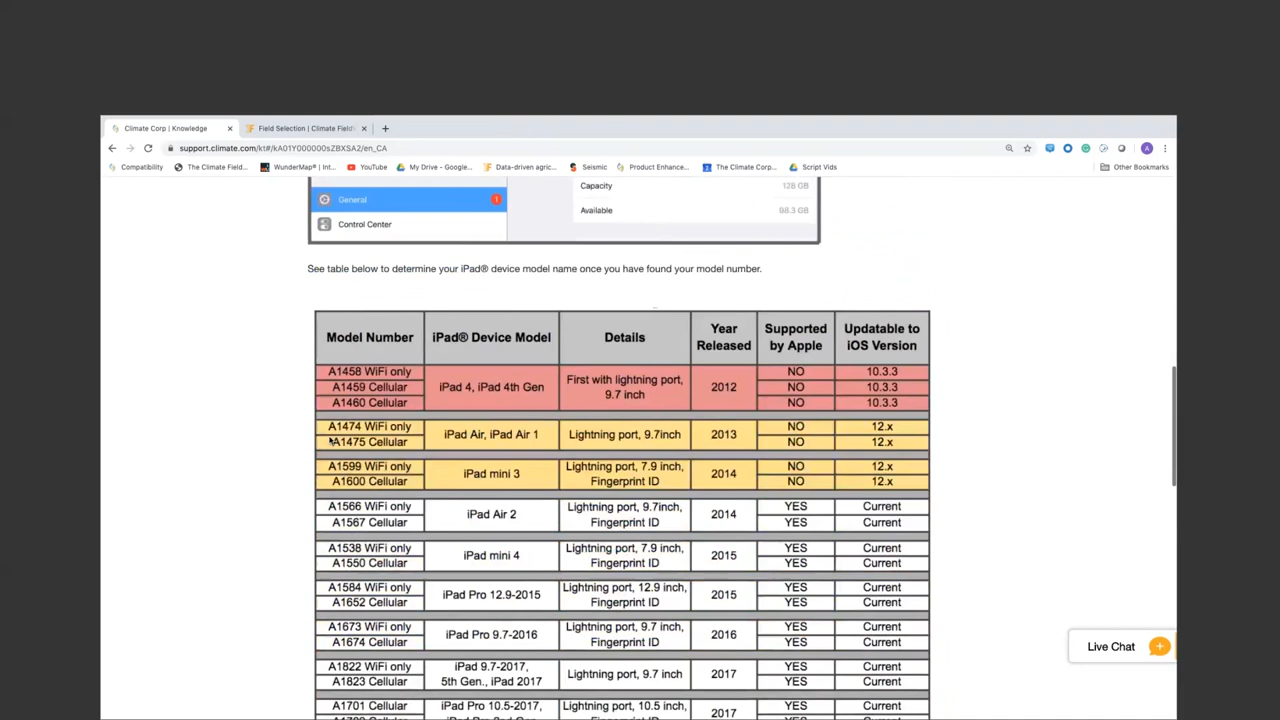 Climate Corp | Knowledge
Field Selection | Climate Field
support.climate.com/kt#/kA01Y000000sZBXSA2/en_CA
A
Compatibility
The Climate Field...
WunderMap® | Int...
YouTube
My Drive - Google...
Data-driven agric...
Seismic
Product Enhance...
The Climate Corp...
Script Vids
Other Bookmarks
General 1
Control Center
Capacity 128 GB
Available 98.3 GB
See table below to determine your iPad® device model name once you have found your model number.
Model Number iPad® Device Model Details Year Released Supported by Apple Updatable to iOS Version
A1458 WiFi only NO 10.3.3
A1459 Cellular iPad 4, iPad 4th Gen First with lightning port, 9.7 inch 2012 NO 10.3.3
A1460 Cellular NO 10.3.3
A1474 WiFi only NO 12.x
A1475 Cellular iPad Air, iPad Air 1 Lightning port, 9.7inch 2013 NO 12.x
A1599 WiFi only Lightning port, 7.9 inch, NO 12.x
A1600 Cellular iPad mini 3 Fingerprint ID 2014 NO 12.x
A1566 WiFi only Lightning port, 9.7inch, YES Current
A1567 Cellular iPad Air 2 Fingerprint ID 2014 YES Current
A1538 WiFi only Lightning port, 7.9 inch, YES Current
A1550 Cellular iPad mini 4 Fingerprint ID 2015 YES Current
A1584 WiFi only Lightning port, 12.9 inch, YES Current
A1652 Cellular iPad Pro 12.9-2015 Fingerprint ID 2015 YES Current
A1673 WiFi only Lightning port, 9.7 inch, YES Current
A1674 Cellular iPad Pro 9.7-2016 Fingerprint ID 2016 YES Current
A1822 WiFi only iPad 9.7-2017, YES Current
A1823 Cellular 5th Gen., iPad 2017 Lightning port, 9.7 inch 2017 YES Current
A1701 WiFi only iPad Pro 10.5-2017, Lightning port, 10.5 inch, 2017 YES Current
Live Chat